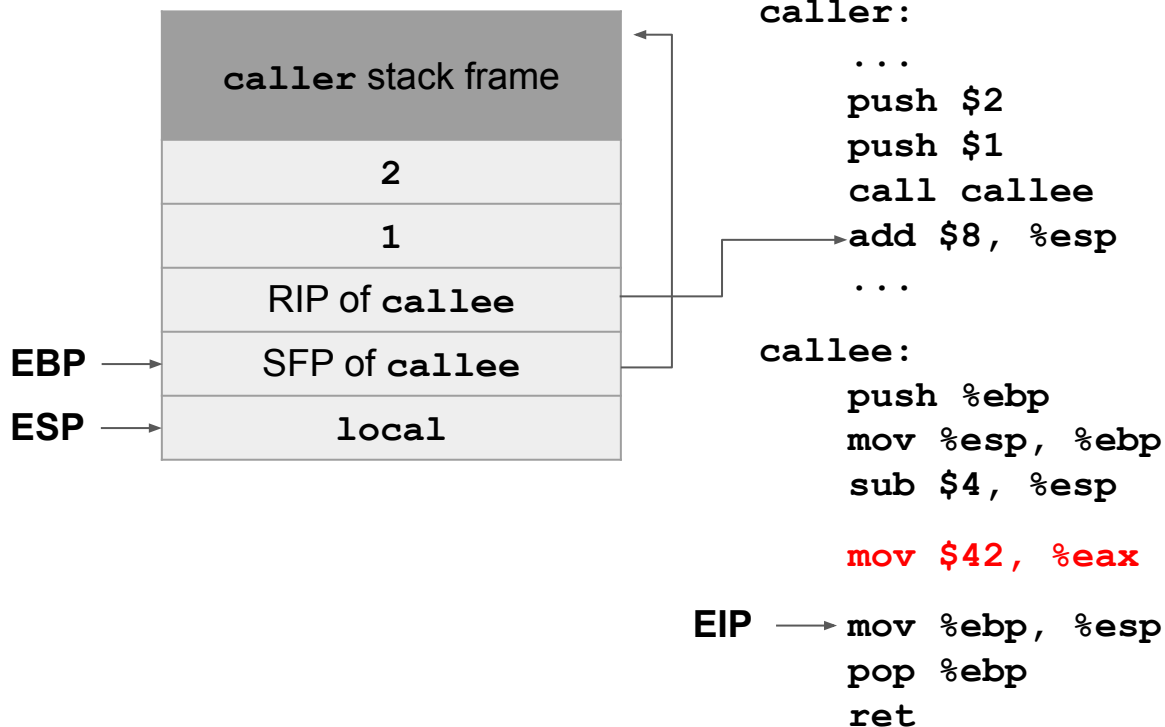 caller stack frame
2
1
RIP of callee
EBP
SFP of callee
ESP
local
caller:
...
push $2
push $1
call callee
add $8, %esp
...
callee:
push %ebp
mov %esp, %ebp
sub $4, %esp
mov $42, %eax
EIP
mov %ebp, %esp
pop %ebp
ret